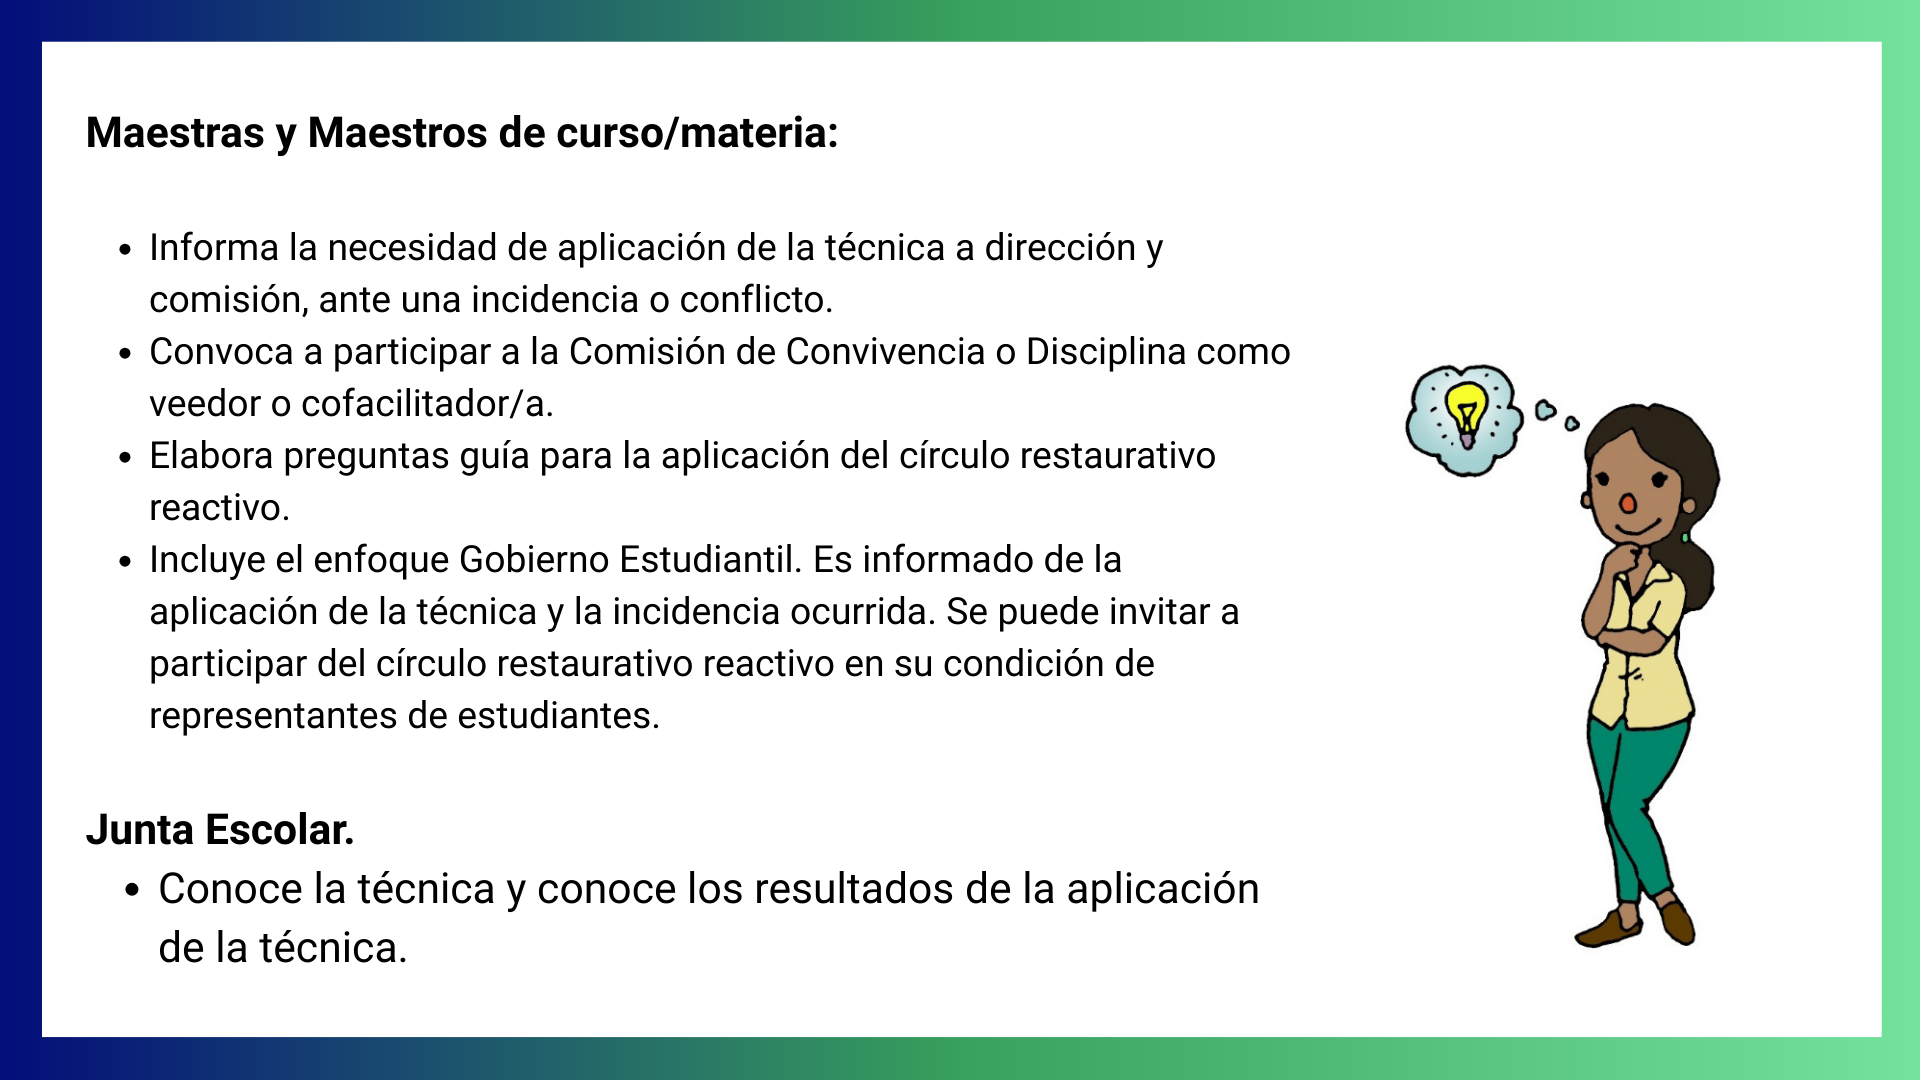 Maestras y Maestros de curso/materia:
• Informa la necesidad de aplicación de la técnica a dirección y
comisión, ante una incidencia o conflicto.
• Convoca a participar a la Comisión de Convivencia o Disciplina como
veedor o cofacilitador/a.
• Elabora preguntas guía para la aplicación del círculo restaurativo
reactivo.
• Incluye el enfoque Gobierno Estudiantil. Es informado de la
aplicación de la técnica y la incidencia ocurrida. Se puede invitar a
participar del círculo restaurativo reactivo en su condición de
representantes de estudiantes.
Junta Escolar.
• Conoce la técnica y conoce los resultados de la aplicación
de la técnica.